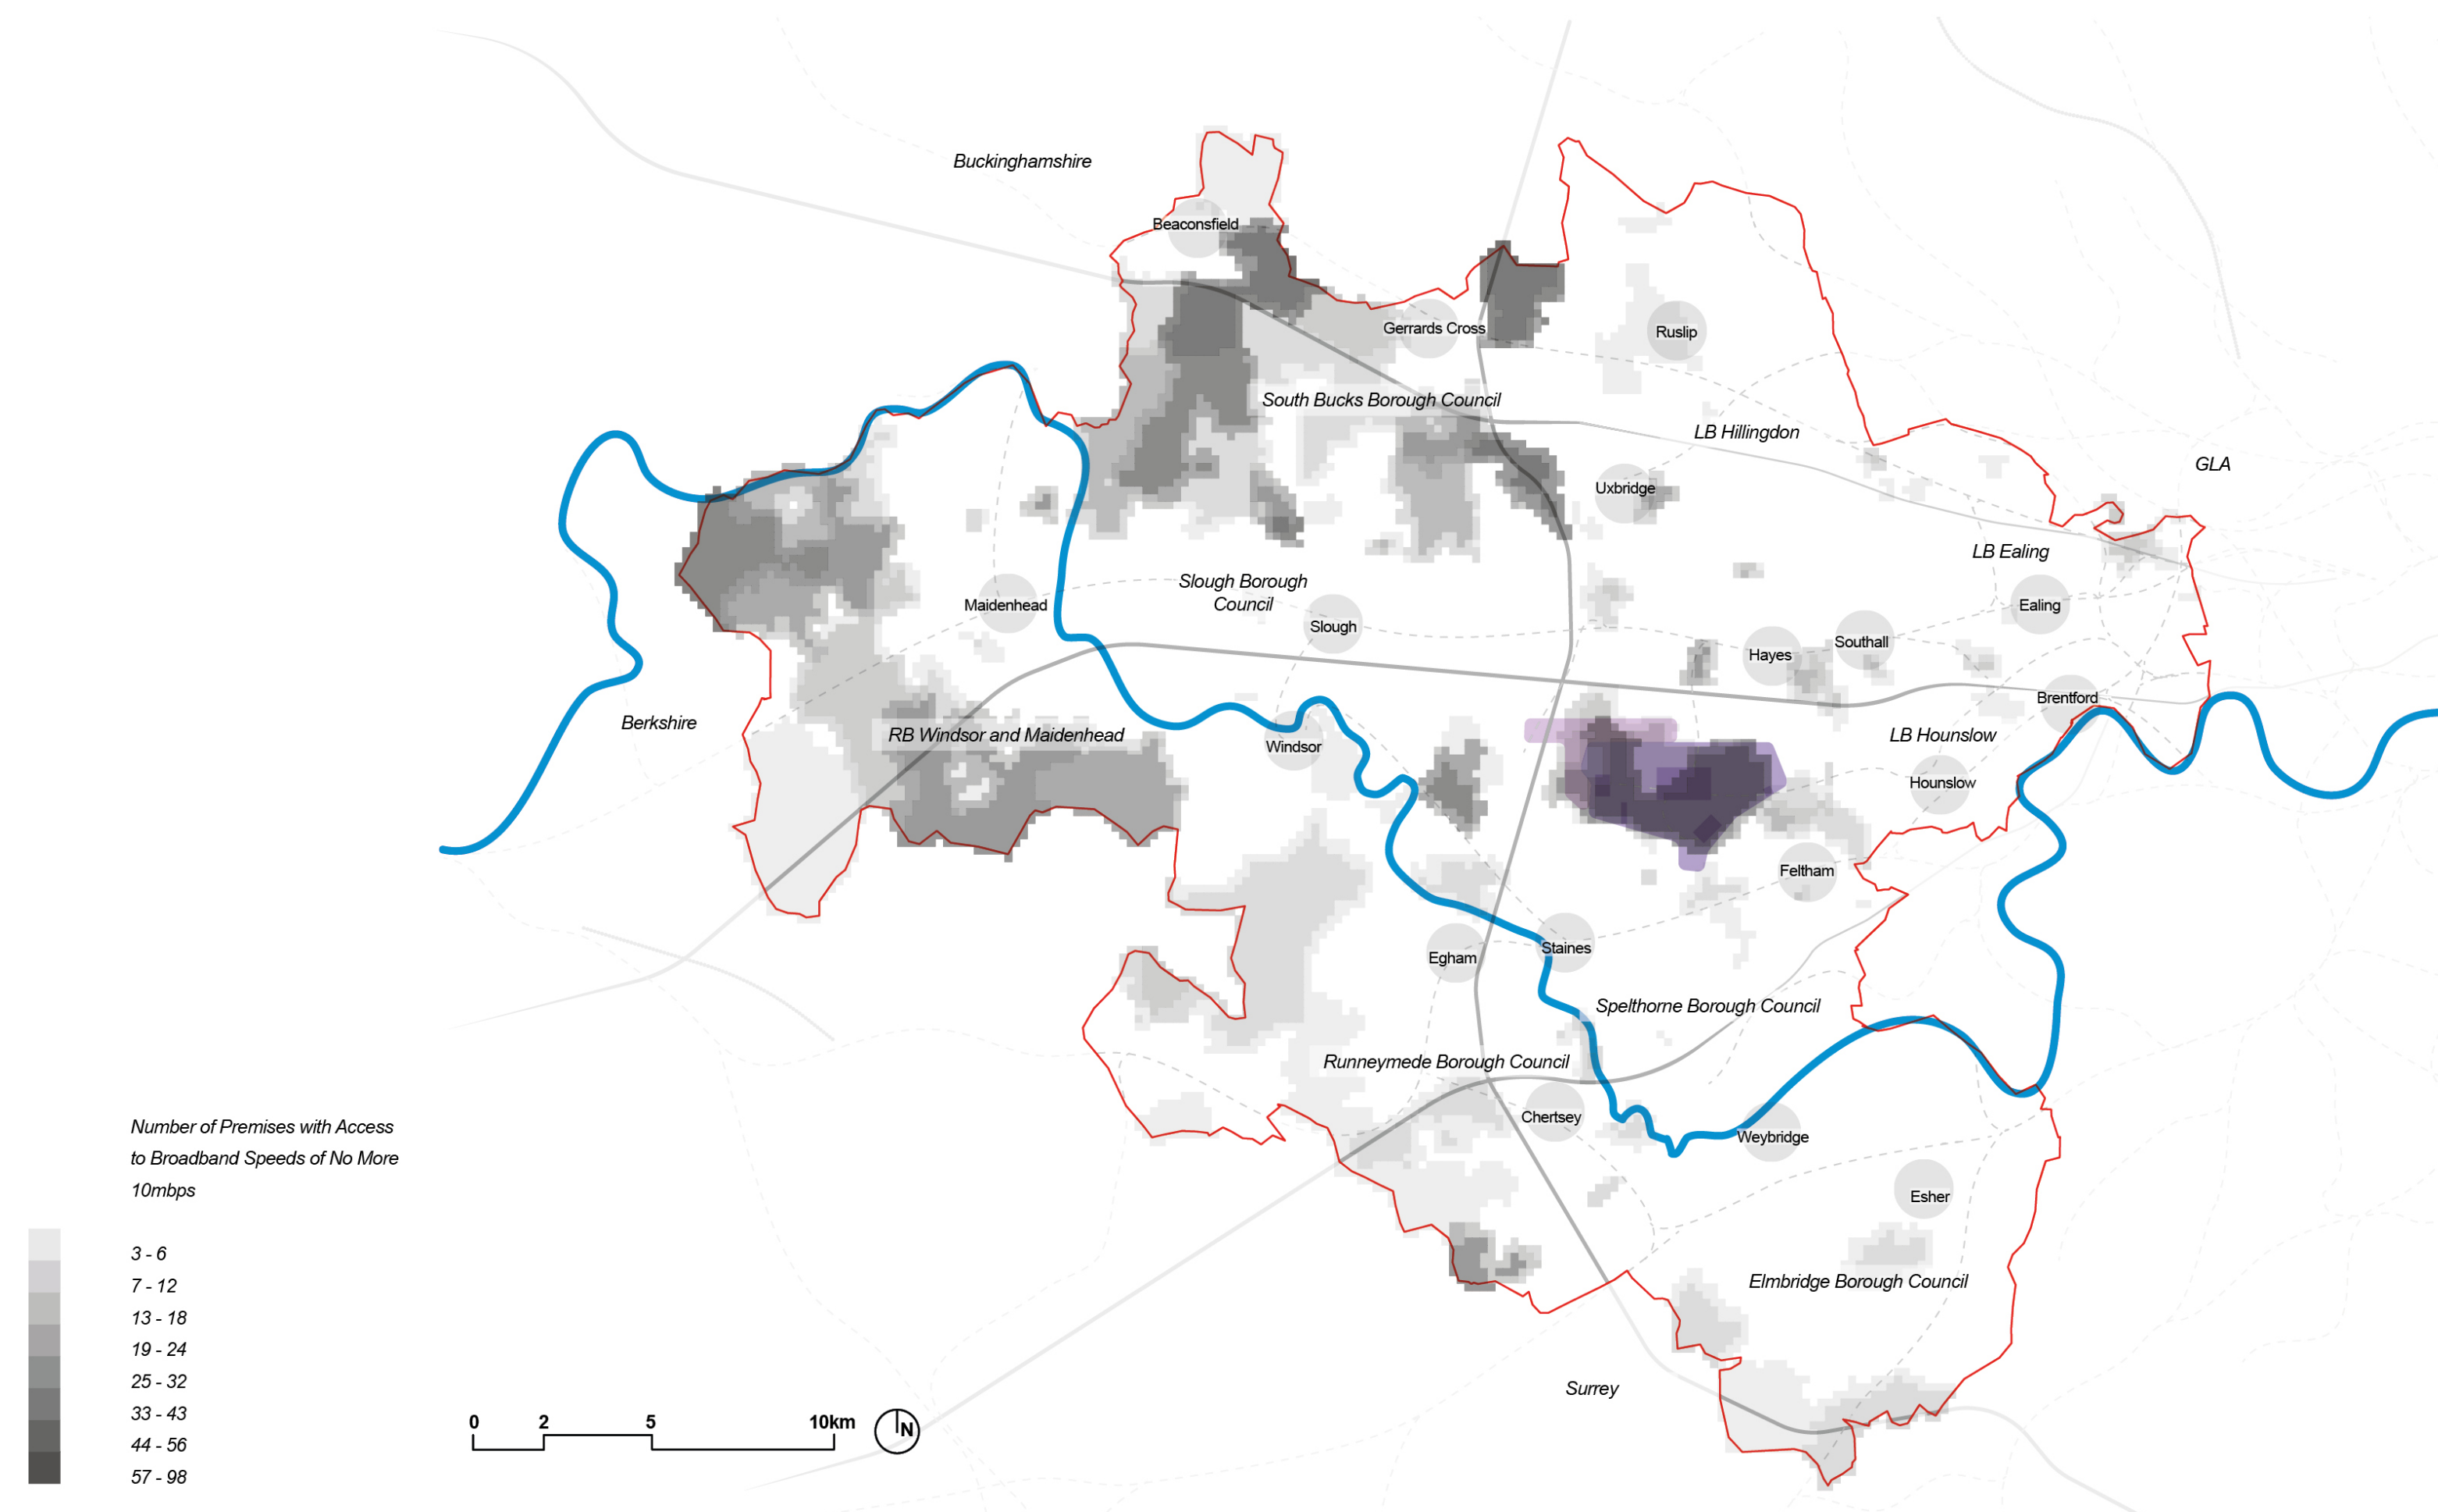 Buckinghamshire
Beaconsfield
Gerrards Cross
Ruslip
South Bucks Borough Council
LB Hillingdon
GLA
Uxbridge
LB Ealing
Slough Borough
Council
Maidenhead
Ealing
Slough
Southall
Hayes
Brentford
Berkshire
RB Windsor and Maidenhead
Windsor
LB Hounslow
Hounslow
Feltham
Staines
Egham
Spelthorne Borough Council
Runneymede Borough Council
Chertsey
Weybridge
Esher
Elmbridge Borough Council
Surrey
Number of Premises with Access
to Broadband Speeds of No More
10mbps
3 - 6
7 - 12
13 - 18
19 - 24
25 - 32
33 - 43
44 - 56
57 - 98
0 2 5 10km
N